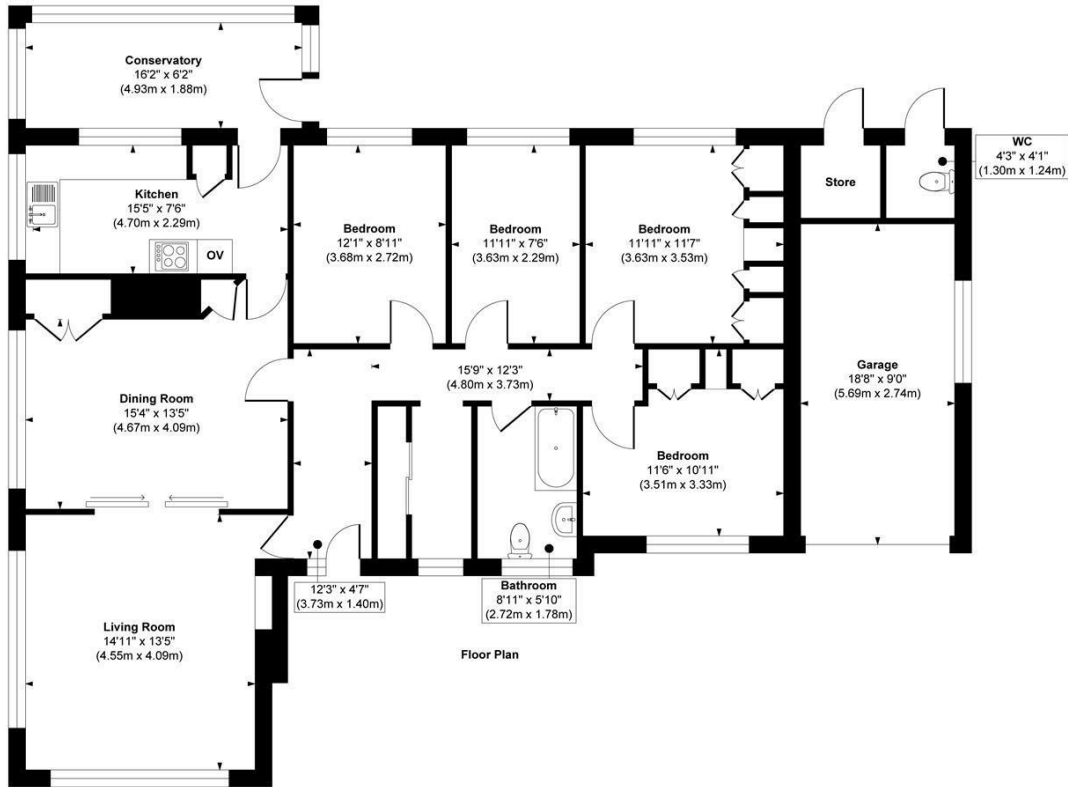 Conservatory
16'2" x 6'2"
(4.93m x 1.88m)
WC
4'3" x 4'1"
(1.30m x 1.24m)
Kitchen
15'5" x 7'6"
(4.70m x 2.29m)
OV
Bedroom
12'1" x 8'11"
(3.68m x 2.72m)
Bedroom
11'11" x 7'6"
(3.63m x 2.29m)
Bedroom
11'11" x 11'7"
(3.63m x 3.53m)
Store
Dining Room
15'4" x 13'5"
(4.67m x 4.09m)
15'9" x 12'3"
(4.80m x 3.73m)
Garage
18'8" x 9'0"
(5.69m x 2.74m)
Bedroom
11'6" x 10'11"
(3.51m x 3.33m)
12'3" x 4'7"
(3.73m x 1.40m)
Bathroom
8'11" x 5'10"
(2.72m x 1.78m)
Living Room
14'11" x 13'5"
(4.55m x 4.09m)
Floor Plan